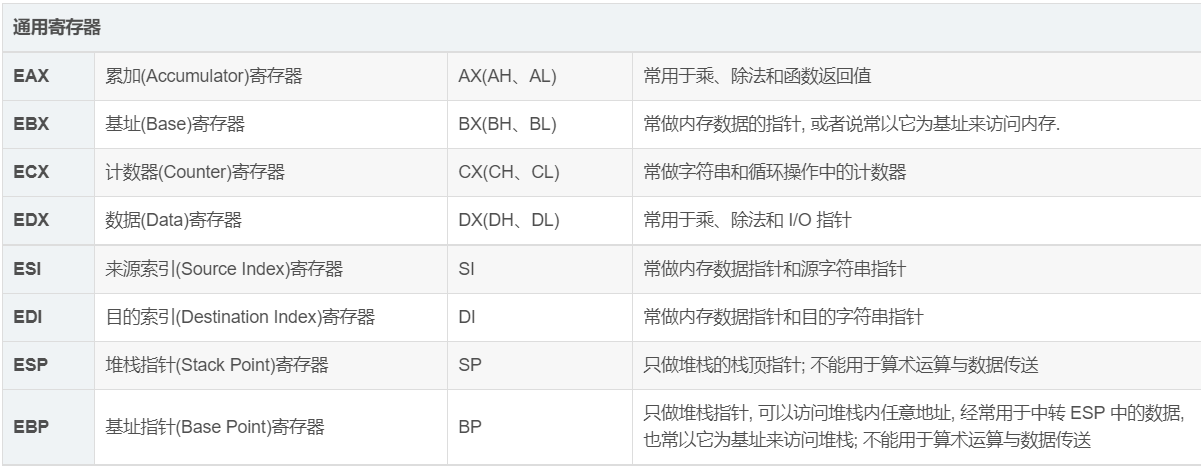 通用寄存器
EAX 累加(Accumulator)寄存器 AX(AH、AL) 常用于乘、除法和函数返回值
EBX 基址(Base)寄存器 BX(BH、BL) 常做内存数据的指针, 或者说常以它为基址来访问内存.
ECX 计数器(Counter)寄存器 CX(CH、CL) 常做字符串和循环操作中的计数器
EDX 数据(Data)寄存器 DX(DH、DL) 常用于乘、除法和 I/O 指针
ESI 来源索引(Source Index)寄存器 SI 常做内存数据指针和源字符串指针
EDI 目的索引(Destination Index)寄存器 DI 常做内存数据指针和目的字符串指针
ESP 堆栈指针(Stack Point)寄存器 SP 只做堆栈的栈顶指针; 不能用于算术运算与数据传送
EBP 基址指针(Base Point)寄存器 BP 只做堆栈指针, 可以访问堆栈内任意地址, 经常用于中转 ESP 中的数据,
也常以它为基址来访问堆栈; 不能用于算术运算与数据传送